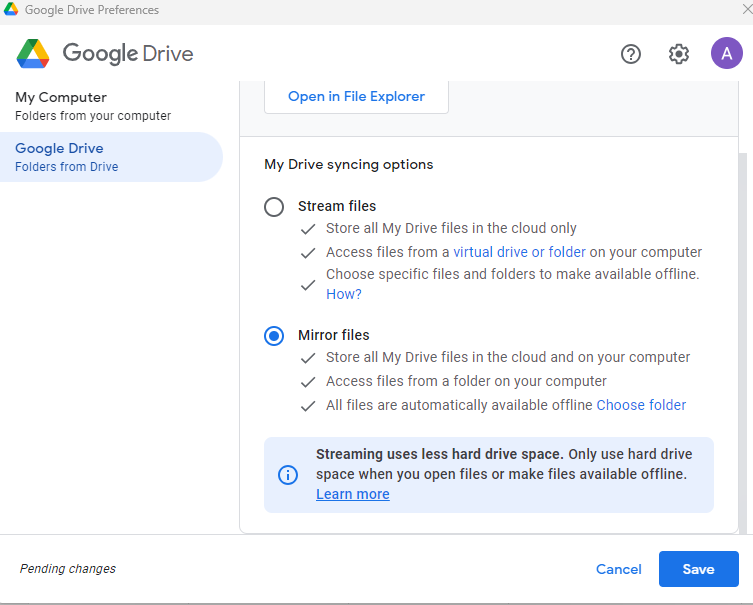 Google Drive Preferences
Google Drive
A
My Computer
Folders from your computer
Google Drive
Folders from Drive
Open in File Explorer
My Drive syncing options
Stream files
Store all My Drive files in the cloud only
Access files from a virtual drive or folder on your computer
Choose specific files and folders to make available offline.
How?
Mirror files
Store all My Drive files in the cloud and on your computer
Access files from a folder on your computer
All files are automatically available offline Choose folder
Streaming uses less hard drive space. Only use hard drive
space when you open files or make files available offline.
Learn more
Pending changes
Cancel
Save